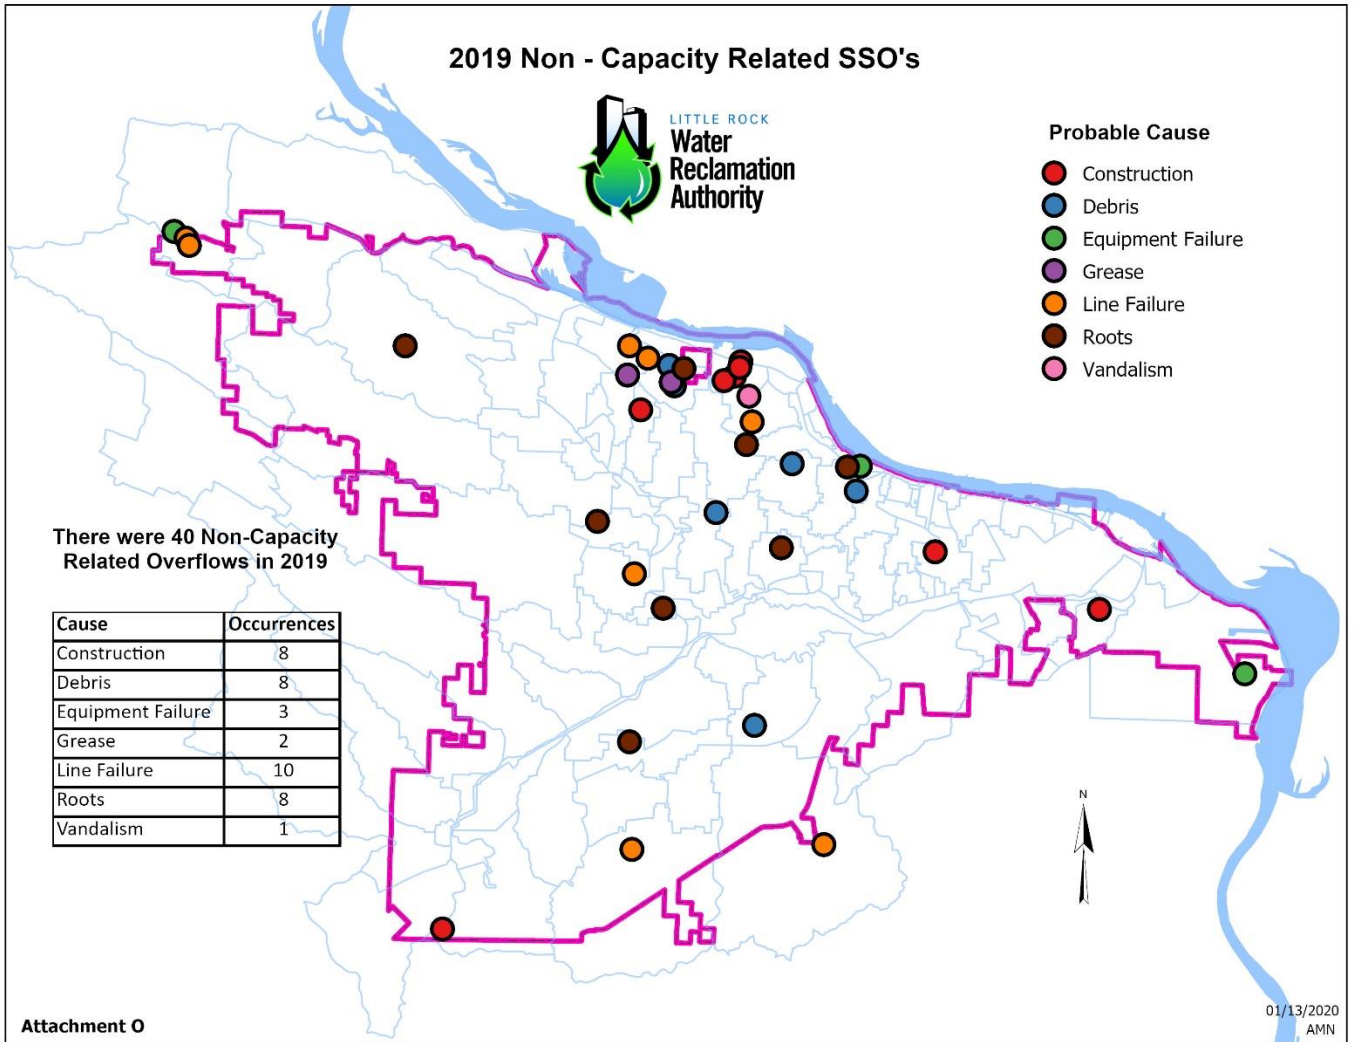 2019 Non - Capacity Related SSO's
LITTLE ROCK
Water
Reclamation
Authority
Probable Cause
Construction
Debris
Equipment Failure
Grease
Line Failure
Roots
Vandalism
There were 40 Non-Capacity
Related Overflows in 2019
Cause Occurrences
Construction 8
Debris 8
Equipment Failure 3
Grease 2
Line Failure 10
Roots 8
Vandalism 1
N
Attachment O
01/13/2020
AMN